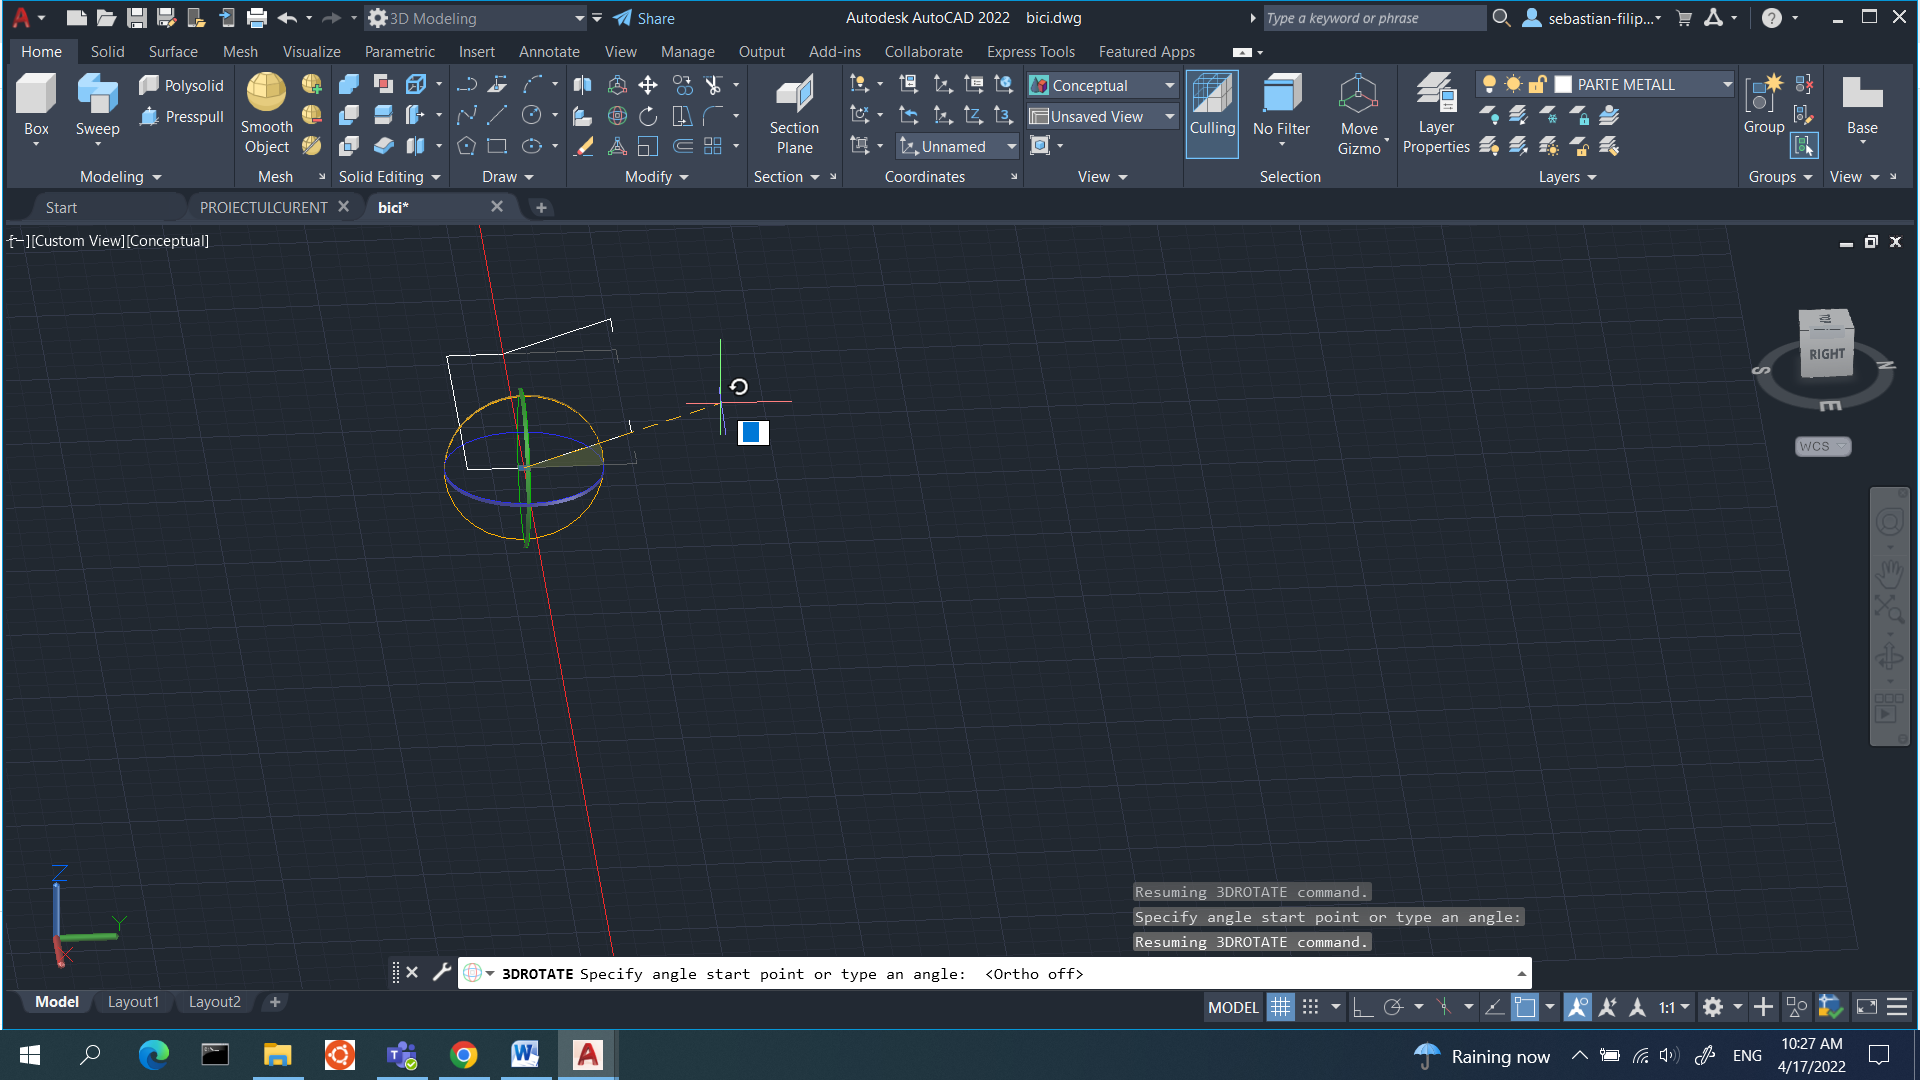 3D Modeling
Share
Autodesk AutoCAD 2022 bici.dwg
Type a keyword or phrase
sebastian-filip...
Home Solid Surface Mesh Visualize Parametric Insert Annotate View Manage Output Add-ins Collaborate Express Tools Featured Apps
Box
Sweep
Polysolid
Presspull
Smooth
Object
Section
Plane
Conceptual
Unsaved View
Unnamed
Culling
No Filter
Move
Gizmo
Layer
Properties
PARTE METALL
Group
Base
Modeling Mesh Solid Editing Draw Modify Section Coordinates View Selection Layers Groups View
Start PROIECTULCURENT bici*
[−][Custom View][Conceptual]
RIGHT
S
N
E
WCS
Z
Y
X
Resuming 3DROTATE command.
Specify angle start point or type an angle:
Resuming 3DROTATE command.
3DROTATE Specify angle start point or type an angle: <Ortho off>
Model Layout1 Layout2
MODEL
1:1
Raining now
ENG
10:27 AM
4/17/2022